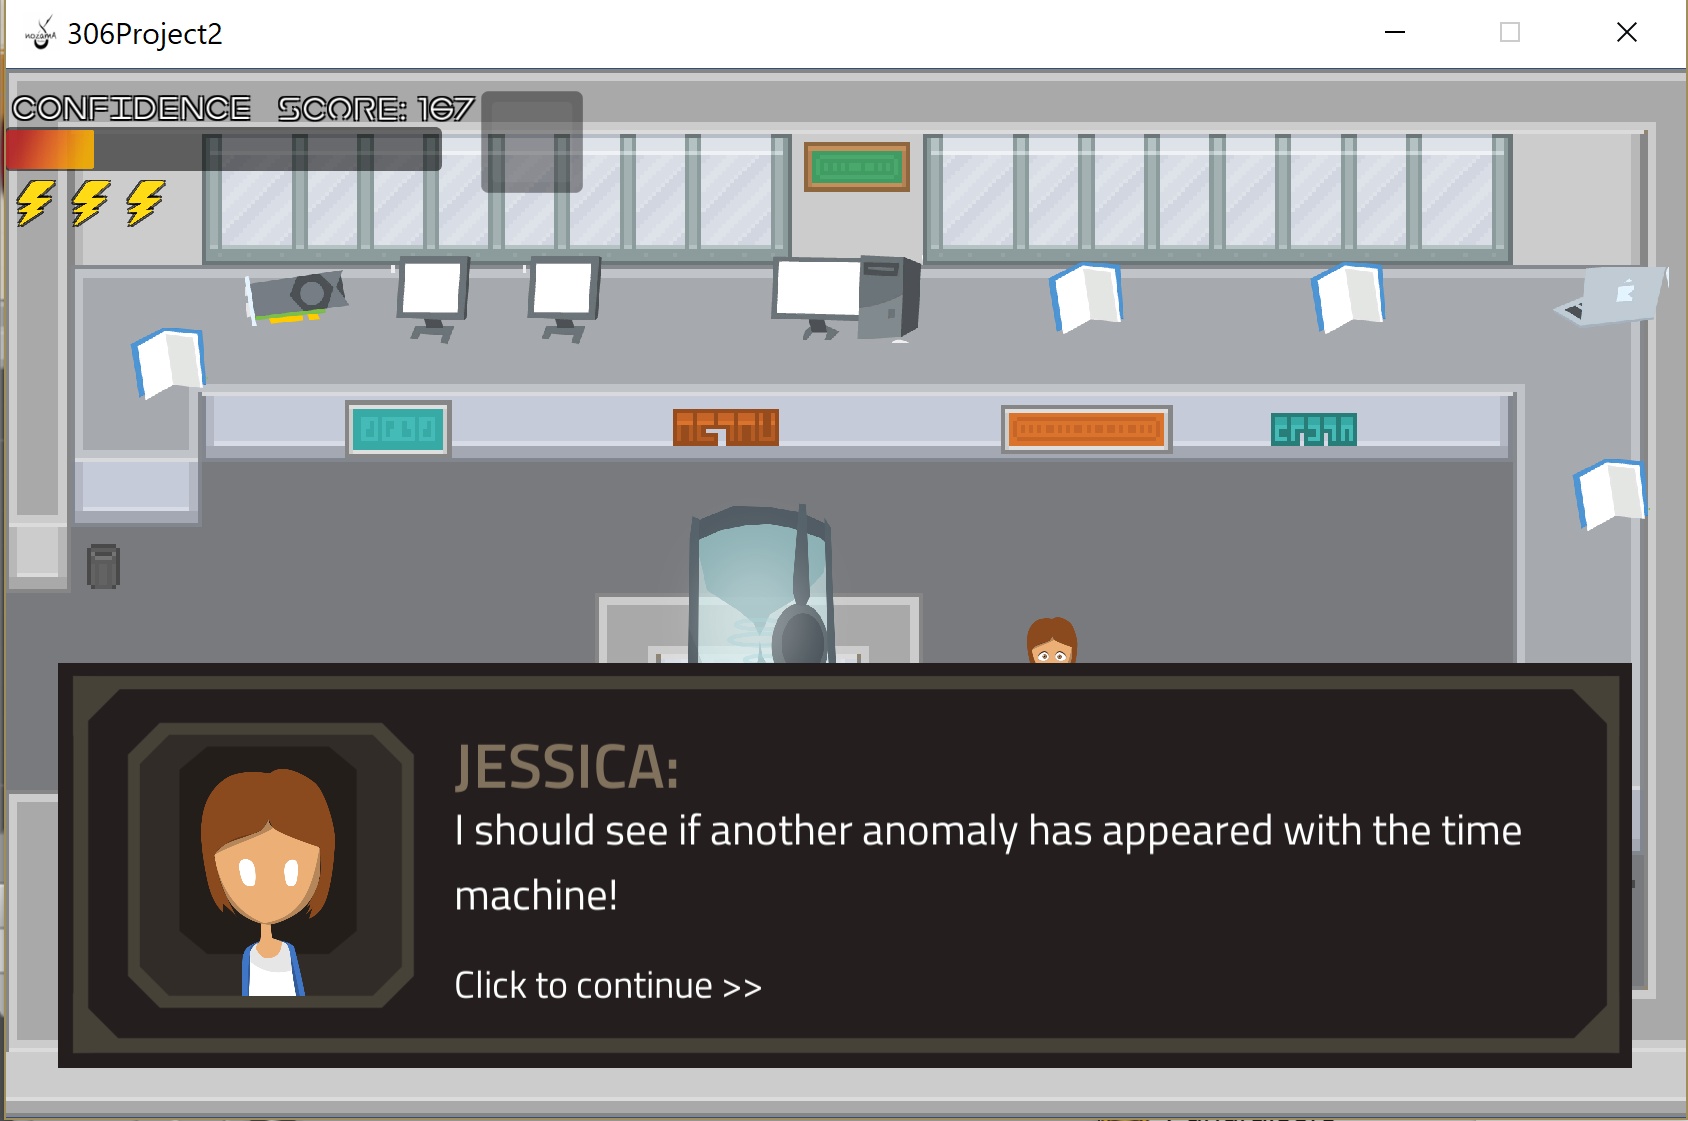 306Project2
CONFIDENCE SCORE: 167
JESSICA:
I should see if another anomaly has appeared with the time
machine!
Click to continue >>